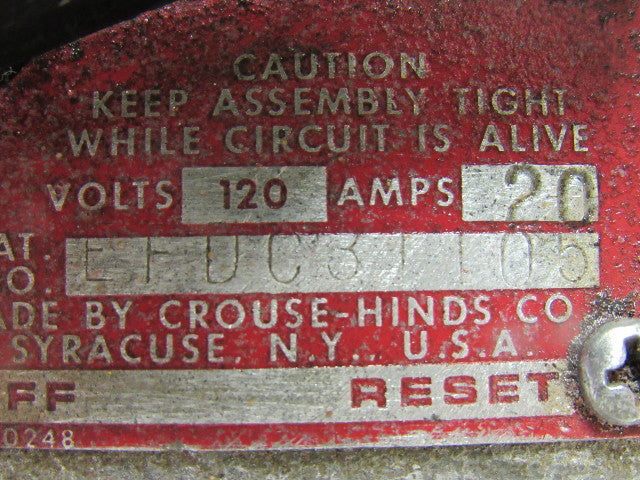 CAUTION
KEEP ASSEMBLY TIGHT
WHILE CIRCUIT IS ALIVE
VOLTS 120 AMPS 20
AT.
O.
ADE BY CROUSE-HINDS CO
SYRACUSE, N.Y., U.S.A.
FF RESET
0248